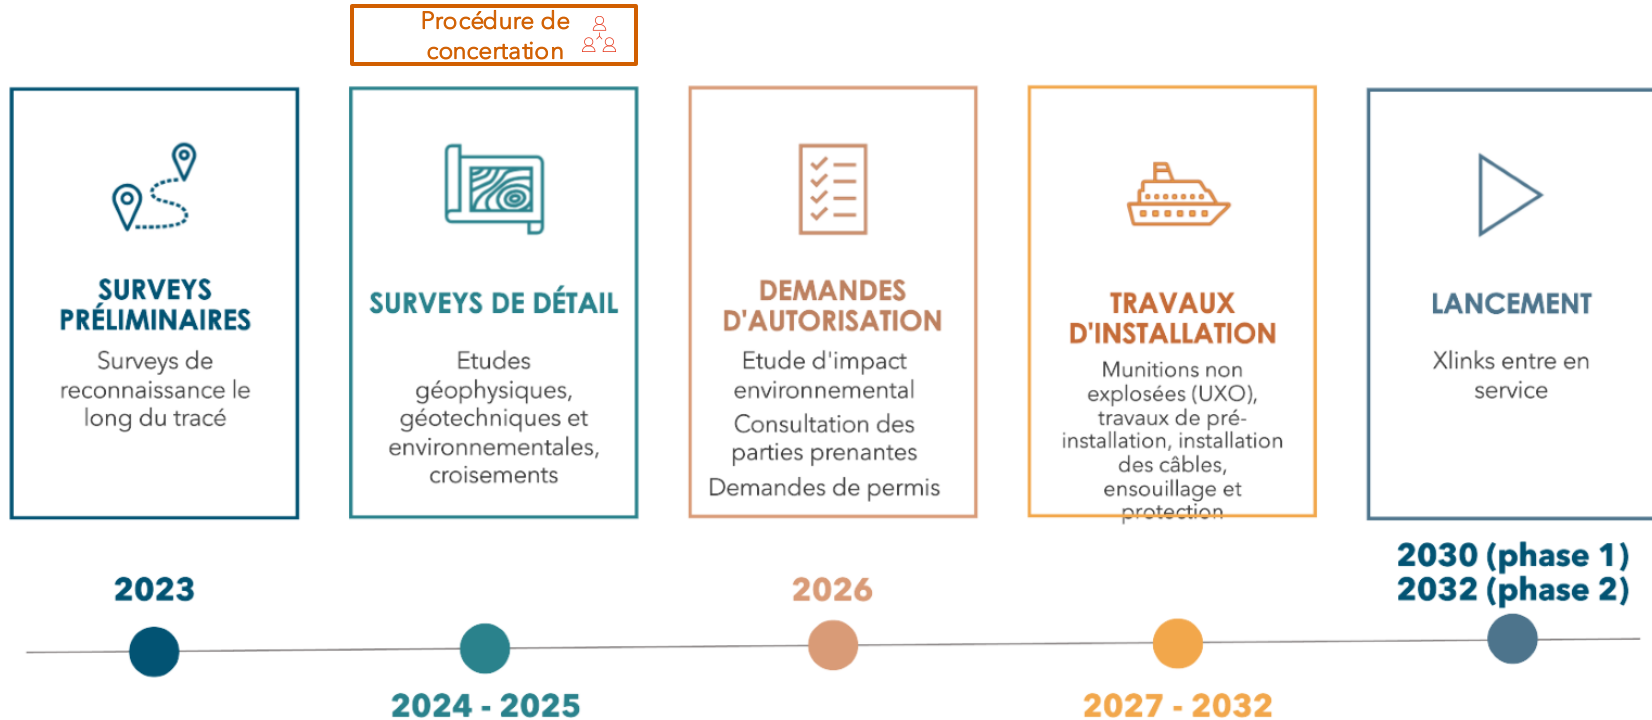 Procédure de
concertation
SURVEYS
PRÉLIMINAIRES
Surveys de
reconnaissance le
long du tracé
SURVEYS DE DÉTAIL
Etudes
géophysiques,
géotechniques et
environnementales,
croisements
DEMANDES
D'AUTORISATION
Etude d'impact
environnemental
Consultation des
parties prenantes
Demandes de permis
TRAVAUX
D'INSTALLATION
Munitions non
explosées (UXO),
travaux de pré-
installation, installation
des câbles,
ensouillage et
protection
LANCEMENT
Xlinks entre en
service
2023
2024 - 2025
2026
2027 - 2032
2030 (phase 1)
2032 (phase 2)